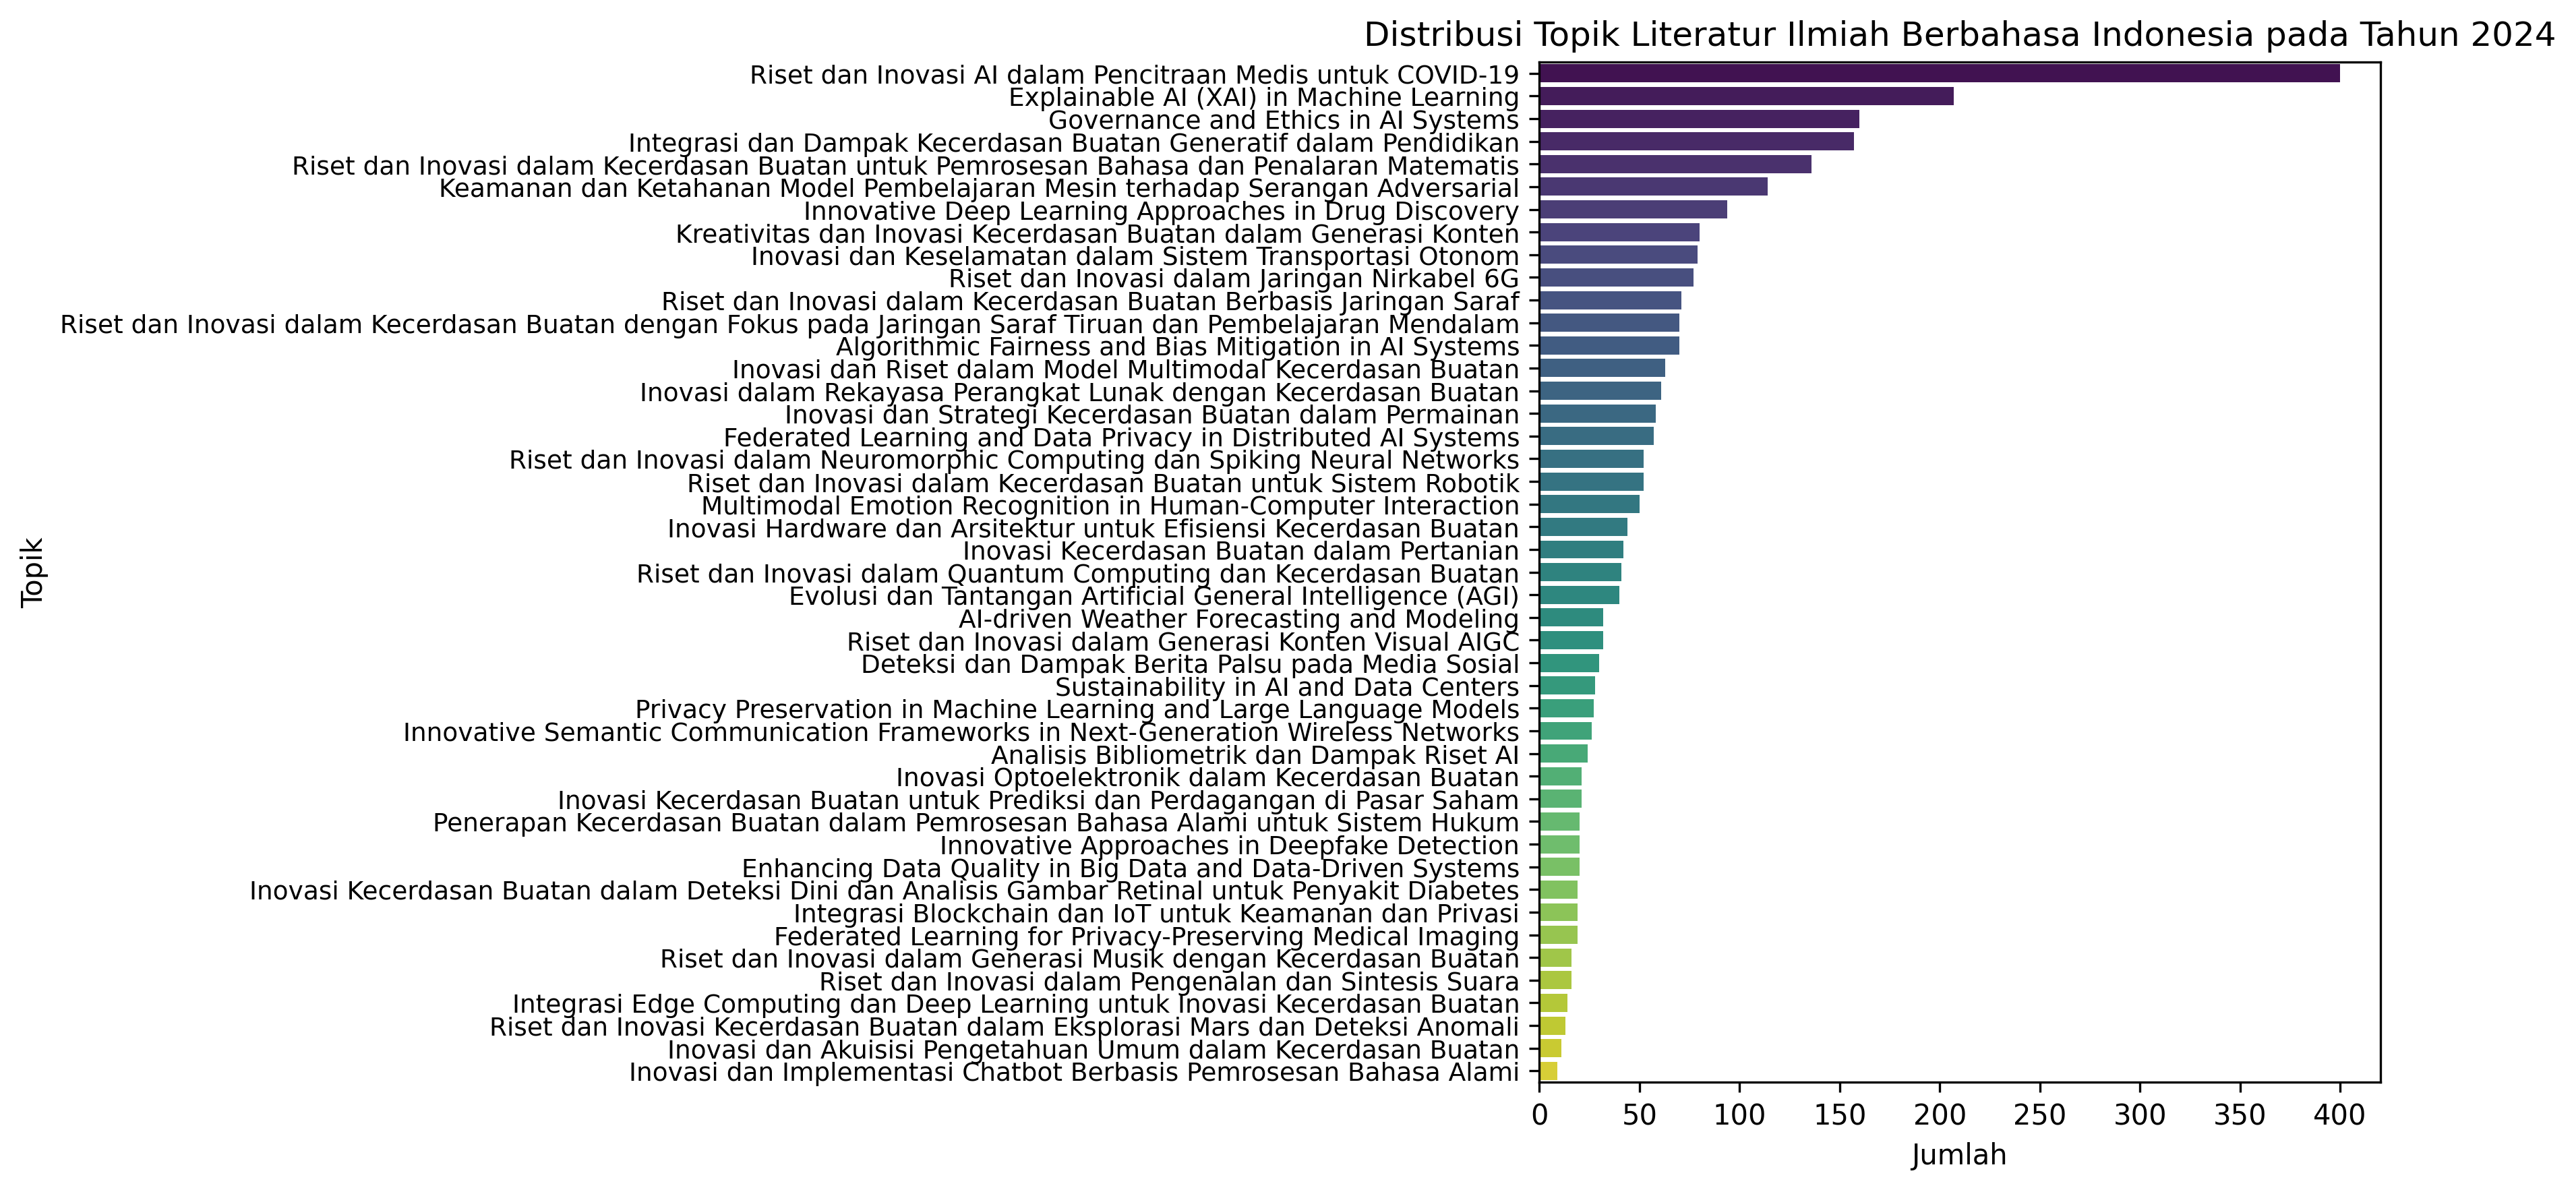 Distribusi Topik Literatur Ilmiah Berbahasa Indonesia pada Tahun 2024
Riset dan Inovasi AI dalam Pencitraan Medis untuk COVID-19
Explainable AI (XAI) in Machine Learning
Governance and Ethics in AI Systems
Integrasi dan Dampak Kecerdasan Buatan Generatif dalam Pendidikan
Riset dan Inovasi dalam Kecerdasan Buatan untuk Pemrosesan Bahasa dan Penalaran Matematis
Keamanan dan Ketahanan Model Pembelajaran Mesin terhadap Serangan Adversarial
Innovative Deep Learning Approaches in Drug Discovery
Kreativitas dan Inovasi Kecerdasan Buatan dalam Generasi Konten
Inovasi dan Keselamatan dalam Sistem Transportasi Otonom
Riset dan Inovasi dalam Jaringan Nirkabel 6G
Riset dan Inovasi dalam Kecerdasan Buatan Berbasis Jaringan Saraf
Riset dan Inovasi dalam Kecerdasan Buatan dengan Fokus pada Jaringan Saraf Tiruan dan Pembelajaran Mendalam
Algorithmic Fairness and Bias Mitigation in AI Systems
Inovasi dan Riset dalam Model Multimodal Kecerdasan Buatan
Inovasi dalam Rekayasa Perangkat Lunak dengan Kecerdasan Buatan
Inovasi dan Strategi Kecerdasan Buatan dalam Permainan
Federated Learning and Data Privacy in Distributed AI Systems
Riset dan Inovasi dalam Neuromorphic Computing dan Spiking Neural Networks
Riset dan Inovasi dalam Kecerdasan Buatan untuk Sistem Robotik
Multimodal Emotion Recognition in Human-Computer Interaction
Inovasi Hardware dan Arsitektur untuk Efisiensi Kecerdasan Buatan
Inovasi Kecerdasan Buatan dalam Pertanian
Riset dan Inovasi dalam Quantum Computing dan Kecerdasan Buatan
Evolusi dan Tantangan Artificial General Intelligence (AGI)
AI-driven Weather Forecasting and Modeling
Riset dan Inovasi dalam Generasi Konten Visual AIGC
Deteksi dan Dampak Berita Palsu pada Media Sosial
Sustainability in AI and Data Centers
Privacy Preservation in Machine Learning and Large Language Models
Innovative Semantic Communication Frameworks in Next-Generation Wireless Networks
Analisis Bibliometrik dan Dampak Riset AI
Inovasi Optoelektronik dalam Kecerdasan Buatan
Inovasi Kecerdasan Buatan untuk Prediksi dan Perdagangan di Pasar Saham
Penerapan Kecerdasan Buatan dalam Pemrosesan Bahasa Alami untuk Sistem Hukum
Innovative Approaches in Deepfake Detection
Enhancing Data Quality in Big Data and Data-Driven Systems
Inovasi Kecerdasan Buatan dalam Deteksi Dini dan Analisis Gambar Retinal untuk Penyakit Diabetes
Integrasi Blockchain dan IoT untuk Keamanan dan Privasi
Federated Learning for Privacy-Preserving Medical Imaging
Riset dan Inovasi dalam Generasi Musik dengan Kecerdasan Buatan
Riset dan Inovasi dalam Pengenalan dan Sintesis Suara
Integrasi Edge Computing dan Deep Learning untuk Inovasi Kecerdasan Buatan
Riset dan Inovasi Kecerdasan Buatan dalam Eksplorasi Mars dan Deteksi Anomali
Inovasi dan Akuisisi Pengetahuan Umum dalam Kecerdasan Buatan
Inovasi dan Implementasi Chatbot Berbasis Pemrosesan Bahasa Alami
Topik
0 50 100 150 200 250 300 350 400
Jumlah